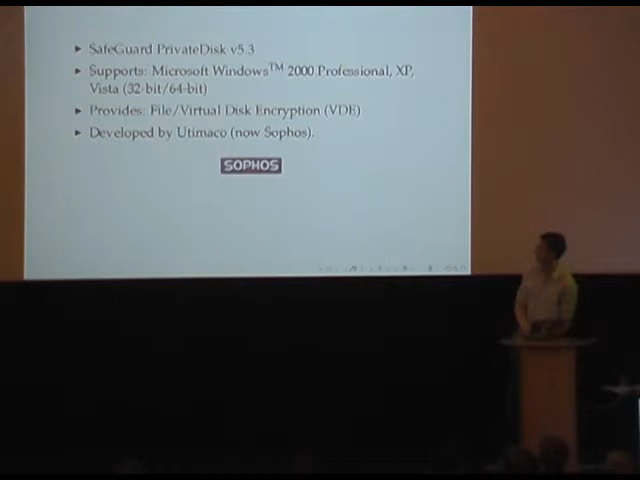 ▸ SafeGuard PrivateDisk v5.3
▸ Supports: Microsoft Windows™ 2000 Professional, XP,
Vista (32-bit/64-bit)
▸ Provides: File/Virtual Disk Encryption (VDE)
▸ Developed by Utimaco (now Sophos).
SOPHOS